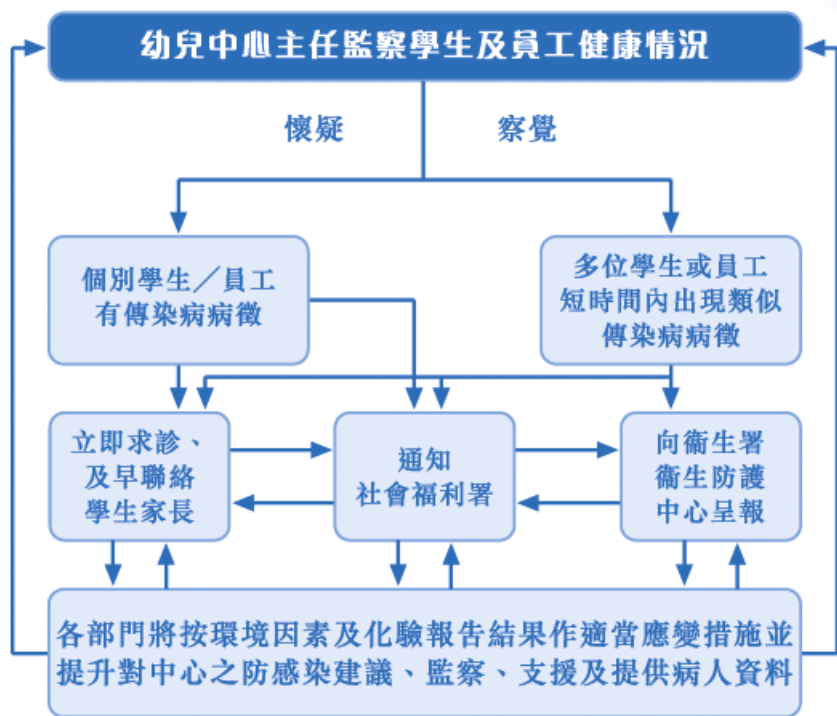 幼兒中心主任監察學生及員工健康情況
懷疑
察覺
個別學生／員工
有傳染病病徵
多位學生或員工
短時間內出現類似
傳染病病徵
立即求診、
及早聯絡
學生家長
通知
社會福利署
向衞生署
衞生防護
中心呈報
各部門將按環境因素及化驗報告結果作適當應變措施並
提升對中心之防感染建議、監察、支援及提供病人資料